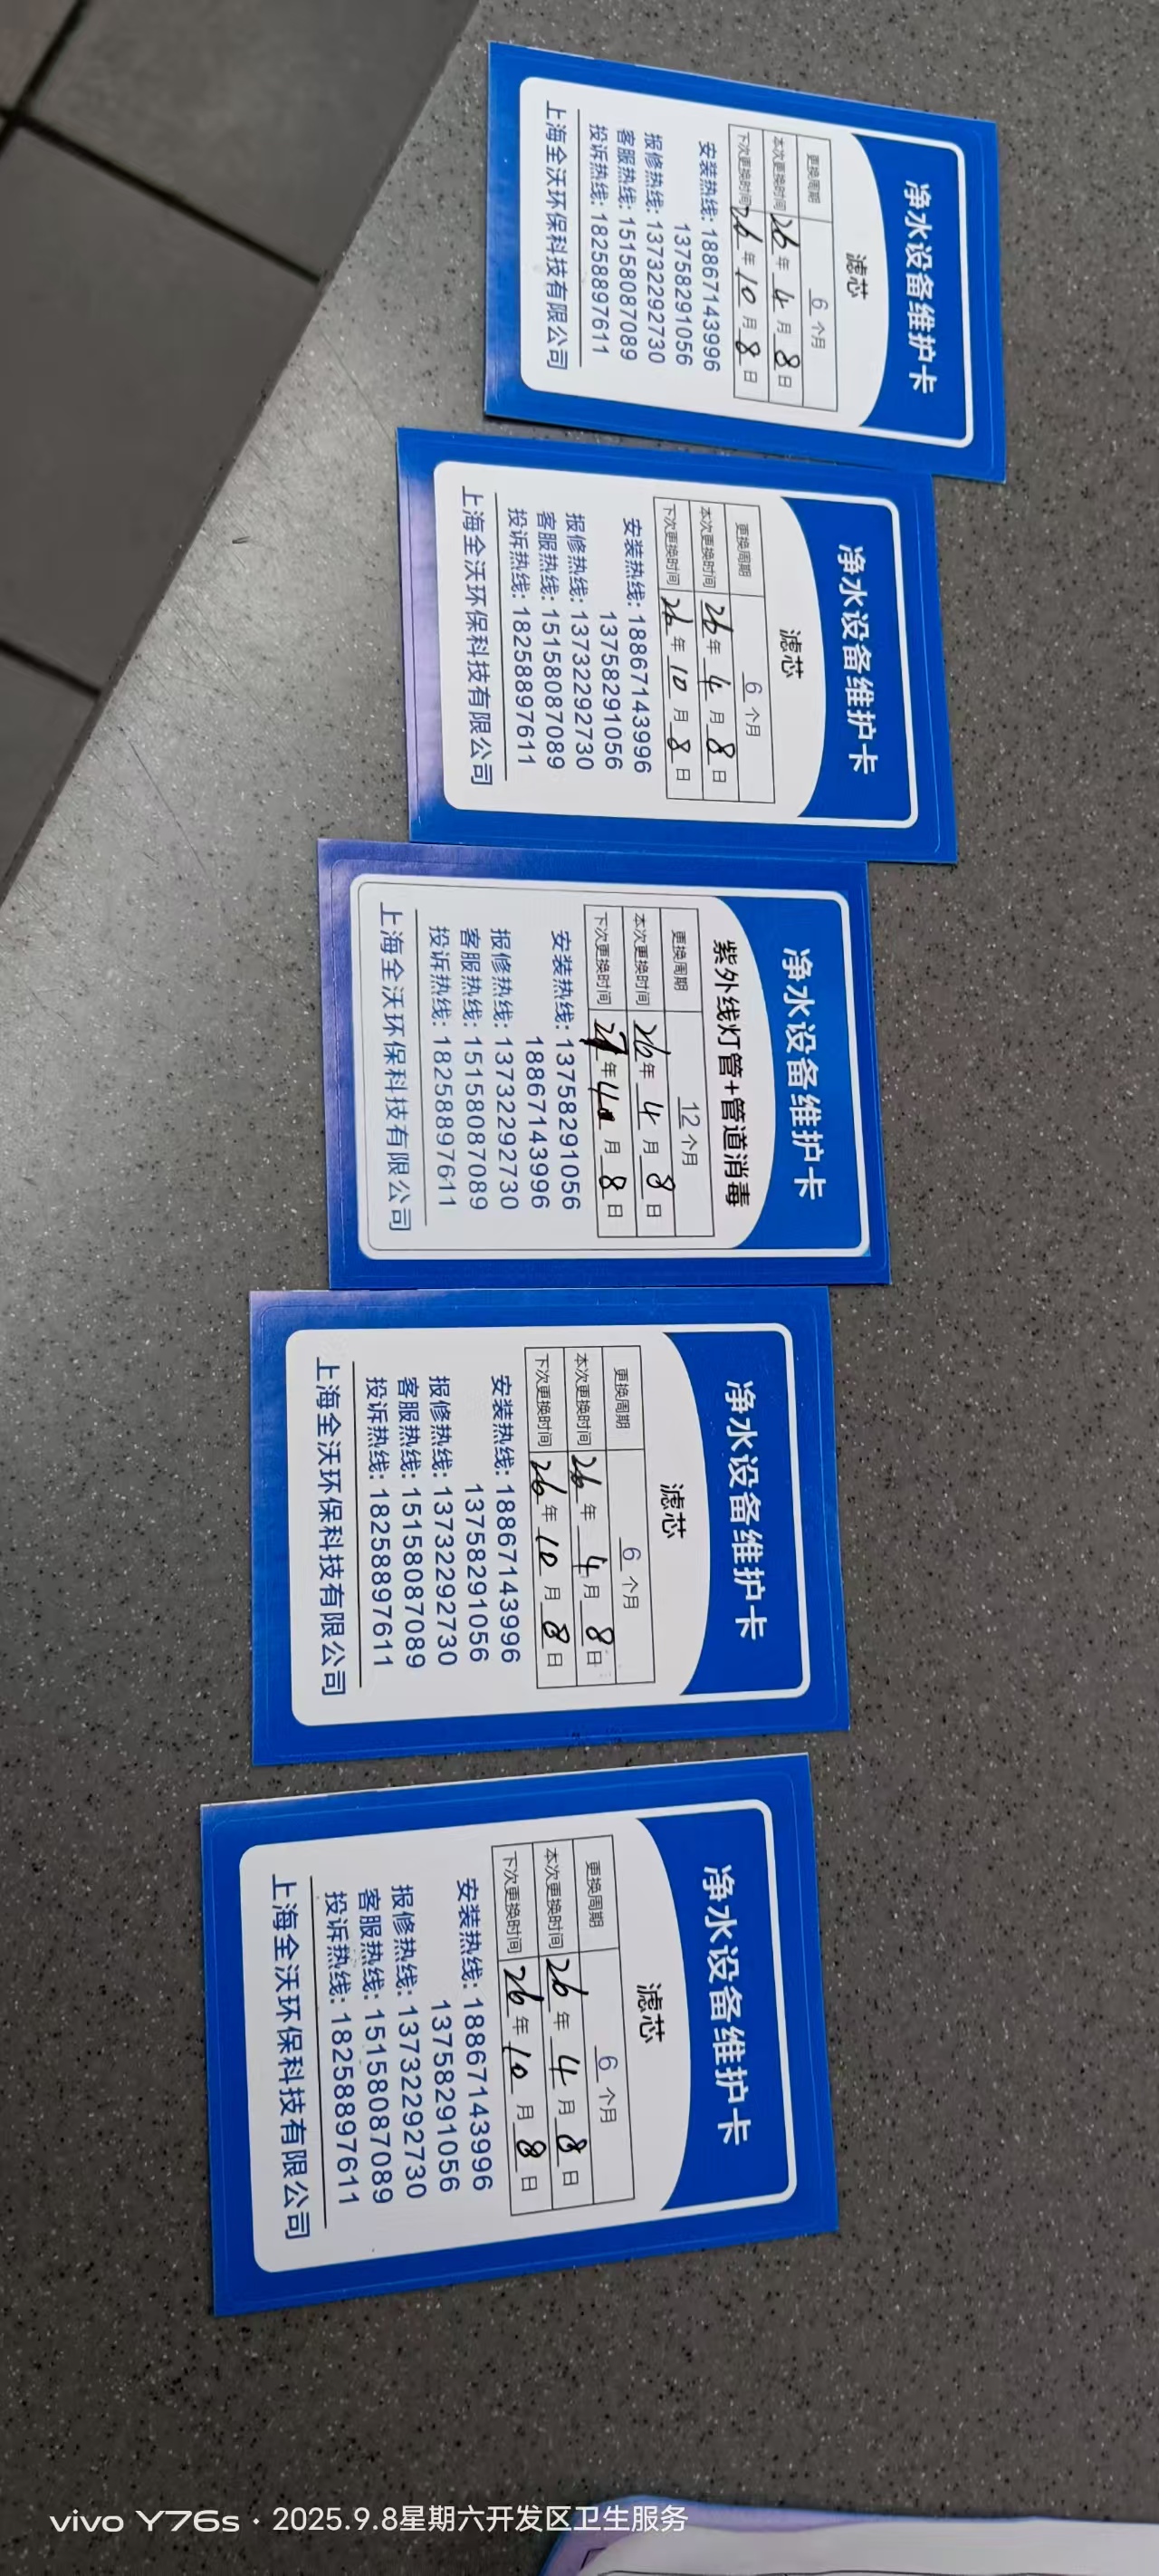 净水设备维护卡
滤芯
更换周期 6 个月
本次更换时间 26 年 4 月 8 日
下次更换时间 26 年 10 月 8 日
安装热线: 18867143996
13758291056
报修热线: 13732292730
客服热线: 15158087089
投诉热线: 18258897611
上海全沃环保科技有限公司
净水设备维护卡
滤芯
更换周期 6 个月
本次更换时间 26 年 4 月 8 日
下次更换时间 26 年 10 月 8 日
安装热线: 18867143996
13758291056
报修热线: 13732292730
客服热线: 15158087089
投诉热线: 18258897611
上海全沃环保科技有限公司
净水设备维护卡
紫外线灯管+管道消毒
更换周期 12 个月
本次更换时间 26 年 4 月 8 日
下次更换时间 27 年 4 月 8 日
安装热线: 13758291056
18867143996
报修热线: 13732292730
客服热线: 15158087089
投诉热线: 18258897611
上海全沃环保科技有限公司
净水设备维护卡
滤芯
更换周期 6 个月
本次更换时间 26 年 4 月 8 日
下次更换时间 26 年 10 月 8 日
安装热线: 18867143996
13758291056
报修热线: 13732292730
客服热线: 15158087089
投诉热线: 18258897611
上海全沃环保科技有限公司
净水设备维护卡
滤芯
更换周期 6 个月
本次更换时间 26 年 4 月 8 日
下次更换时间 26 年 10 月 8 日
安装热线: 18867143996
13758291056
报修热线: 13732292730
客服热线: 15158087089
投诉热线: 18258897611
上海全沃环保科技有限公司
vivo Y76s · 2025.9.8星期六开发区卫生服务